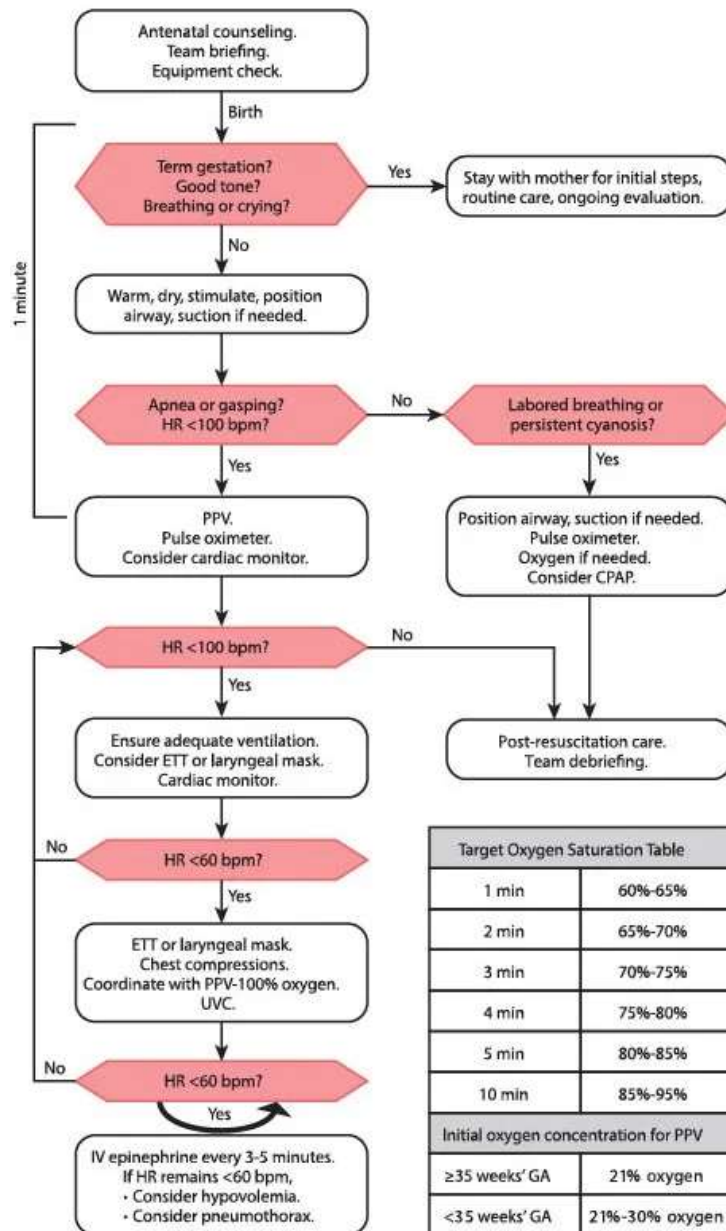 Antenatal counseling.
Team briefing.
Equipment check.
Birth
1 minute
Term gestation?
Good tone?
Breathing or crying?
Yes
Stay with mother for initial steps,
routine care, ongoing evaluation.
No
Warm, dry, stimulate, position
airway, suction if needed.
Apnea or gasping?
HR <100 bpm?
No
Labored breathing or
persistent cyanosis?
Yes
Yes
PPV.
Pulse oximeter.
Consider cardiac monitor.
Position airway, suction if needed.
Pulse oximeter.
Oxygen if needed.
Consider CPAP.
HR <100 bpm?
No
Yes
Ensure adequate ventilation.
Consider ETT or laryngeal mask.
Cardiac monitor.
Post-resuscitation care.
Team debriefing.
No
HR <60 bpm?
Yes
ETT or laryngeal mask.
Chest compressions.
Coordinate with PPV-100% oxygen.
UVC.
No
HR <60 bpm?
Yes
IV epinephrine every 3-5 minutes.
If HR remains <60 bpm,
• Consider hypovolemia.
• Consider pneumothorax.
Target Oxygen Saturation Table
1 min 60%-65%
2 min 65%-70%
3 min 70%-75%
4 min 75%-80%
5 min 80%-85%
10 min 85%-95%
Initial oxygen concentration for PPV
≥35 weeks' GA 21% oxygen
<35 weeks' GA 21%-30% oxygen